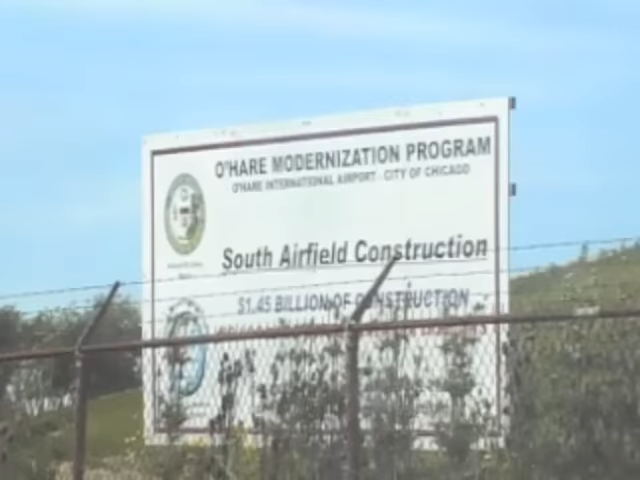 O'HARE MODERNIZATION PROGRAM
O'HARE INTERNATIONAL AIRPORT - CITY OF CHICAGO
South Airfield Construction
$1.45 BILLION OF CONSTRUCTION